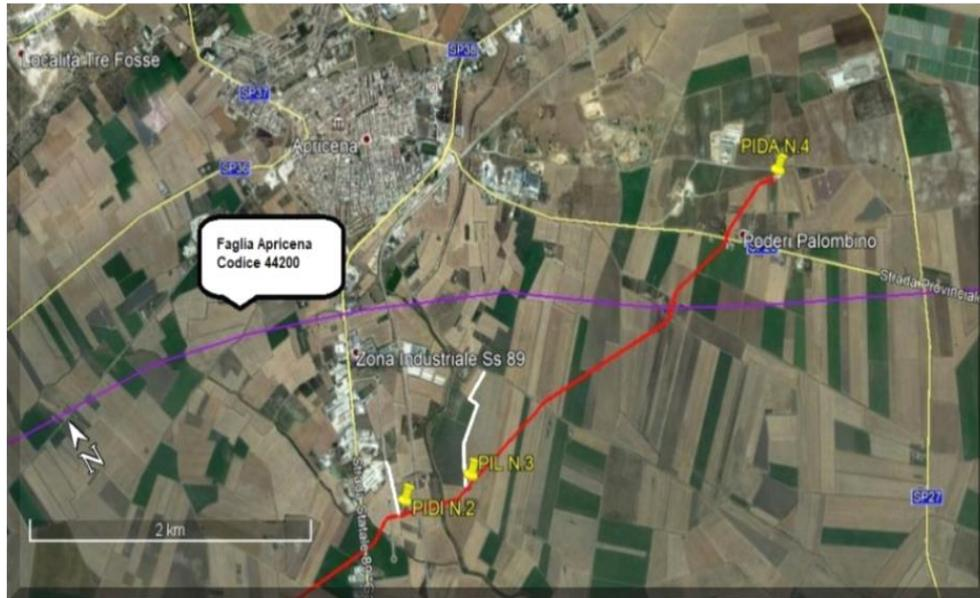 SP38
Località Tre Fosse
SP37
Apricena
PIDA N.4
SP36
Faglia Apricena
Codice 44200
Poderi Palombino
Strada Provinciale
Zona Industriale Ss 89
PIL N.3
PIDI N.2
SP27
N
2 km